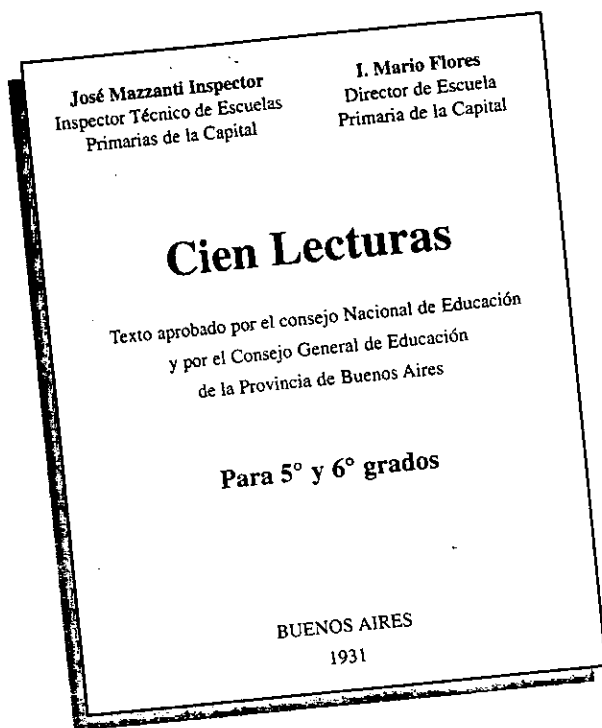 José Mazzanti Inspector
Inspector Técnico de Escuelas
Primarias de la Capital
I. Mario Flores
Director de Escuela
Primaria de la Capital
Cien Lecturas
Texto aprobado por el consejo Nacional de Educación
y por el Consejo General de Educación
de la Provincia de Buenos Aires
Para 5° y 6° grados
BUENOS AIRES
1931